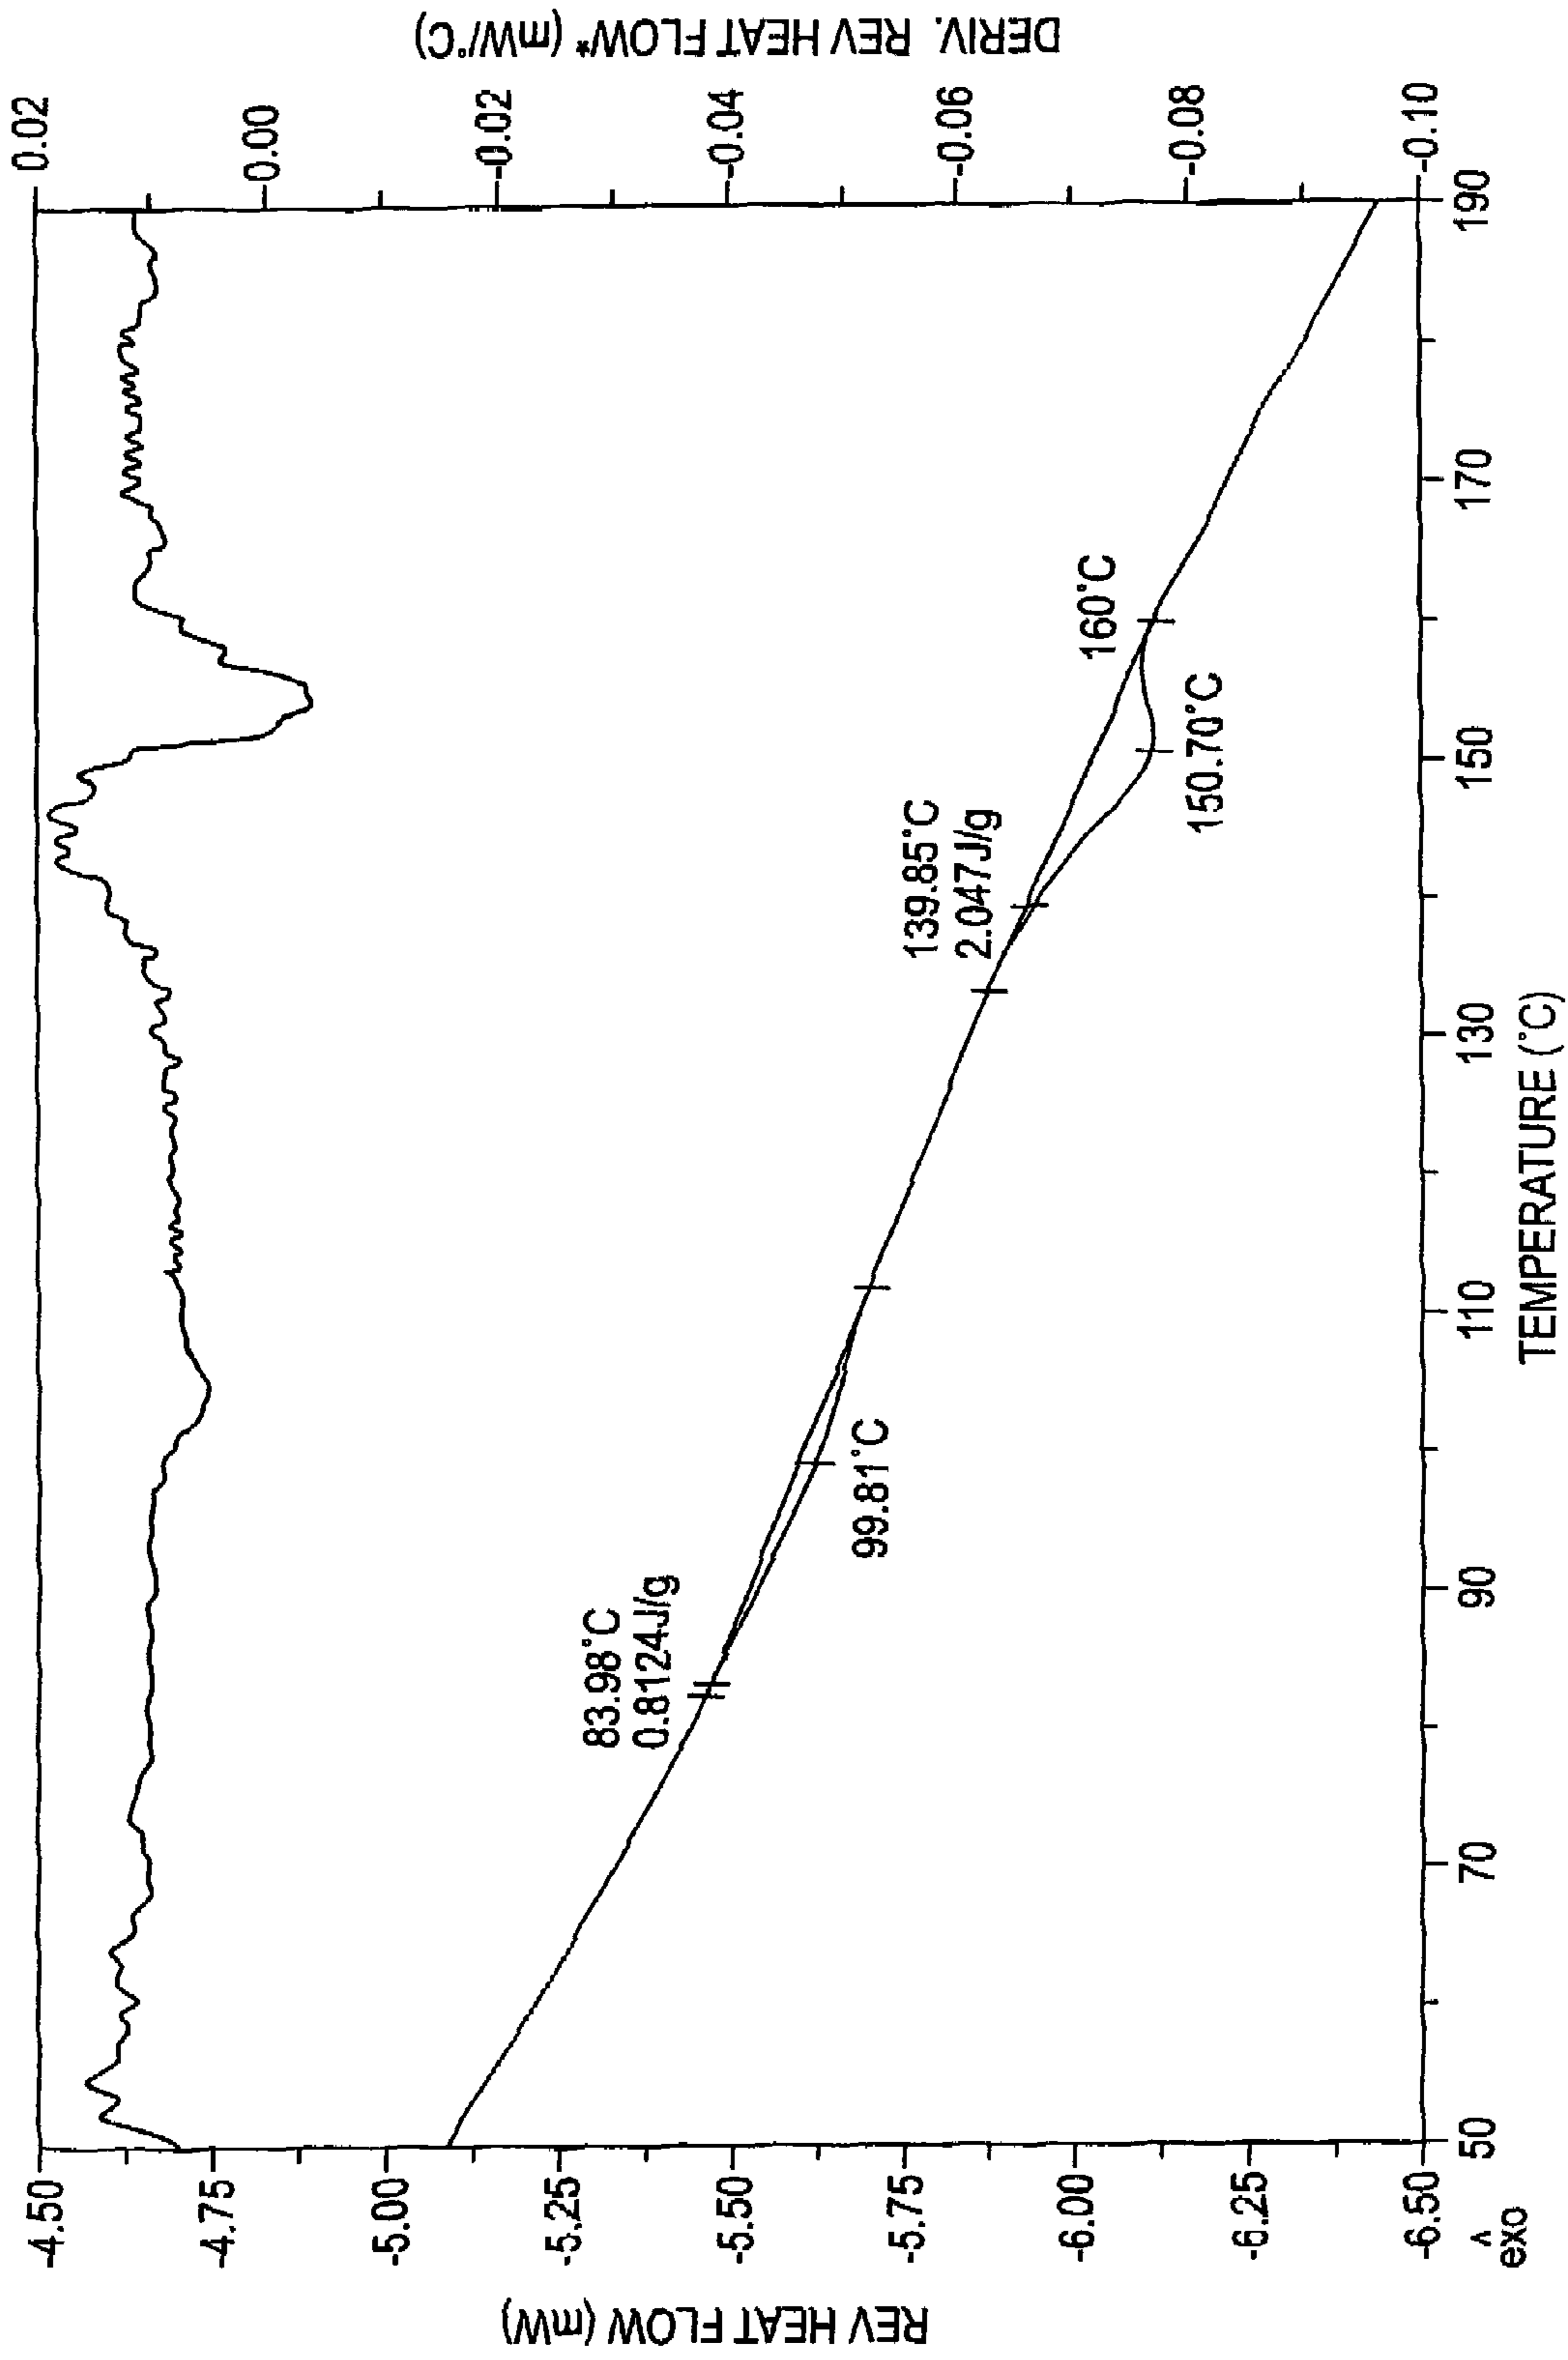 REV HEAT FLOW (mW)
-4.50
-4.75
-5.00
-5.25
-5.50
-5.75
-6.00
-6.25
-6.50
^
exo
83.98°C
0.8124J/g
99.81°C
139.85°C
2.047J/g
150.70°C
160°C
50
70
90
110
130
150
170
190
TEMPERATURE (°C)
0.02
0.00
-0.02
-0.04
-0.06
-0.08
-0.10
DERIV. REV HEAT FLOW* (mW/°C)